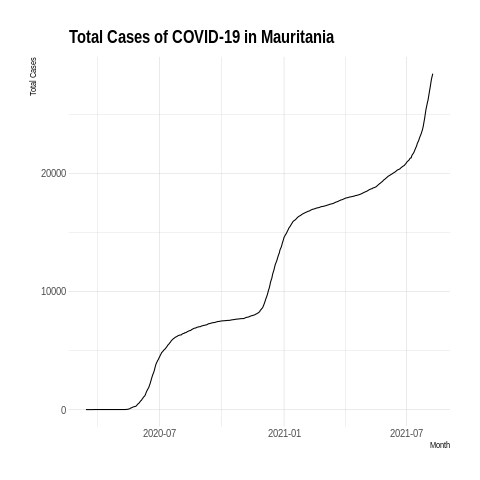 Total Cases of COVID-19 in Mauritania
Total Cases
20000
10000
0
2020-07
2021-01
2021-07
Month